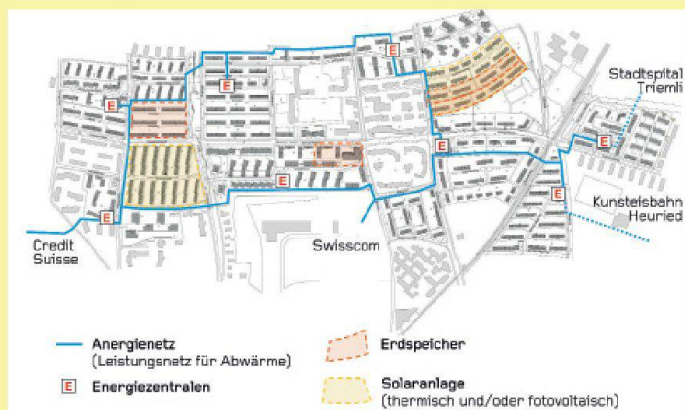 E
Stadtspital
Triemli
E
E
E
E
E
E
Kunsteisbahn
Heuried
E
Credit
Suisse
Swisscom
Anergienetz
(Leistungsnetz für Abwärme)
Erdspeicher
E Energiezentralen
Solaranlage
(thermisch und/oder fotovoltaisch)